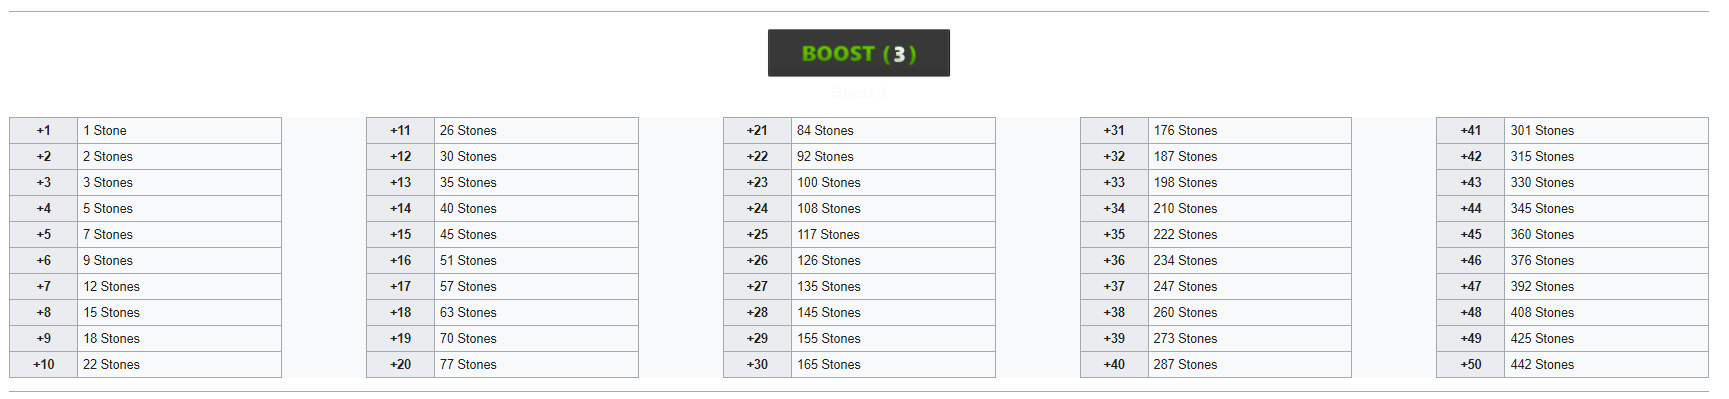 BOOST (3)
Boost 3
+1 1 Stone
+2 2 Stones
+3 3 Stones
+4 5 Stones
+5 7 Stones
+6 9 Stones
+7 12 Stones
+8 15 Stones
+9 18 Stones
+10 22 Stones
+11 26 Stones
+12 30 Stones
+13 35 Stones
+14 40 Stones
+15 45 Stones
+16 51 Stones
+17 57 Stones
+18 63 Stones
+19 70 Stones
+20 77 Stones
+21 84 Stones
+22 92 Stones
+23 100 Stones
+24 108 Stones
+25 117 Stones
+26 126 Stones
+27 135 Stones
+28 145 Stones
+29 155 Stones
+30 165 Stones
+31 176 Stones
+32 187 Stones
+33 198 Stones
+34 210 Stones
+35 222 Stones
+36 234 Stones
+37 247 Stones
+38 260 Stones
+39 273 Stones
+40 287 Stones
+41 301 Stones
+42 315 Stones
+43 330 Stones
+44 345 Stones
+45 360 Stones
+46 376 Stones
+47 392 Stones
+48 408 Stones
+49 425 Stones
+50 442 Stones